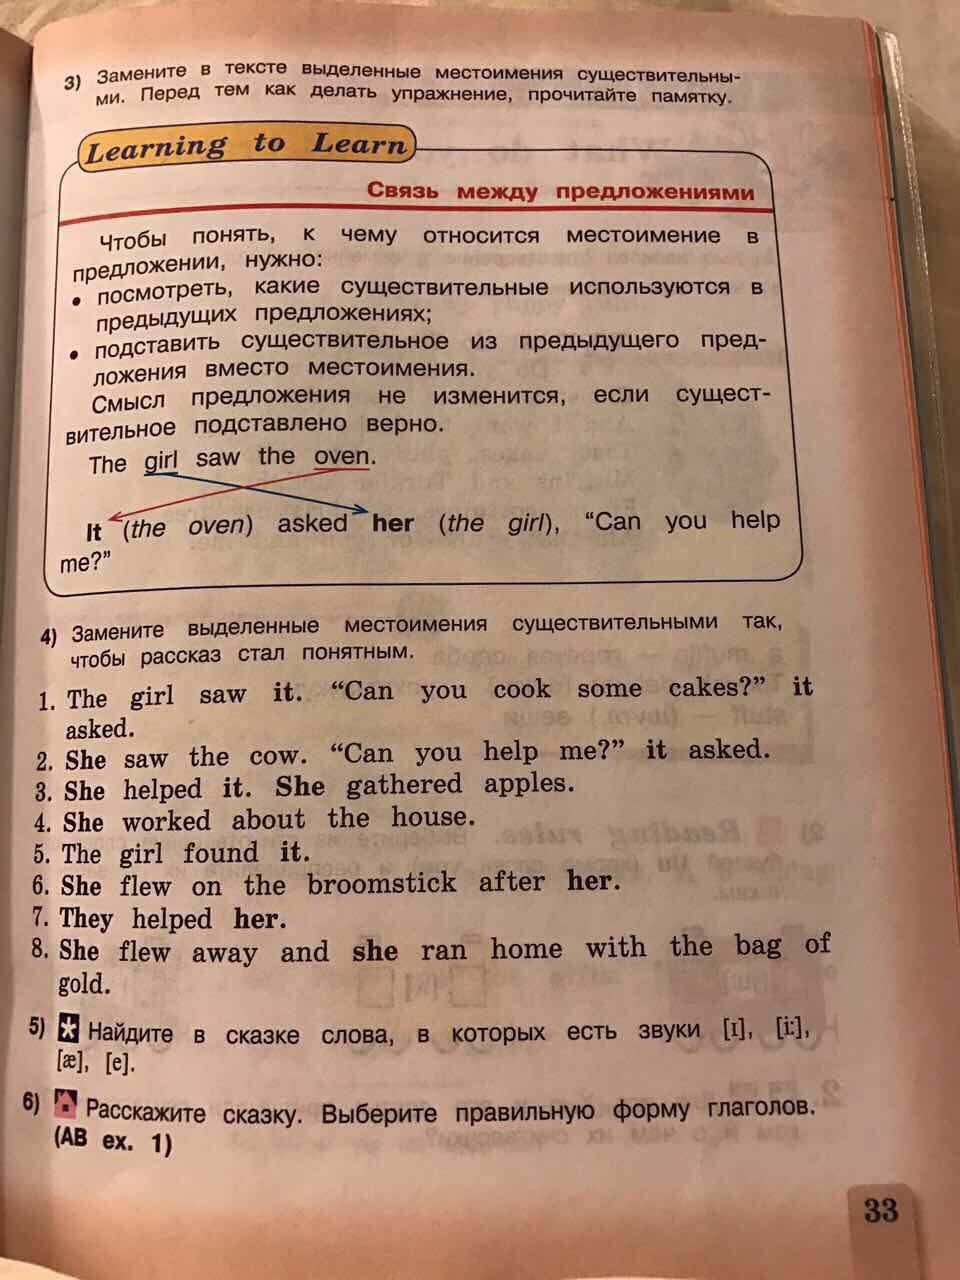 3) Замените в тексте выделенные местоимения существительны-
ми. Перед тем как делать упражнение, прочитайте памятку.
Learning to Learn
Связь между предложениями
Чтобы понять, к чему относится местоимение в
предложении, нужно:
• посмотреть, какие существительные используются в
предыдущих предложениях;
• подставить существительное из предыдущего пред-
ложения вместо местоимения.
Смысл предложения не изменится, если сущест-
вительное подставлено верно.
The girl saw the oven.
It (the oven) asked her (the girl), “Can you help
me?”
4) Замените выделенные местоимения существительными так,
чтобы рассказ стал понятным.
1. The girl saw it. “Can you cook some cakes?” it
asked.
2. She saw the cow. “Can you help me?” it asked.
3. She helped it. She gathered apples.
4. She worked about the house.
5. The girl found it.
6. She flew on the broomstick after her.
7. They helped her.
8. She flew away and she ran home with the bag of
gold.
5) * Найдите в сказке слова, в которых есть звуки [ɪ], [i:],
[æ], [e].
6) Расскажите сказку. Выберите правильную форму глаголов.
(AB ex. 1)
33